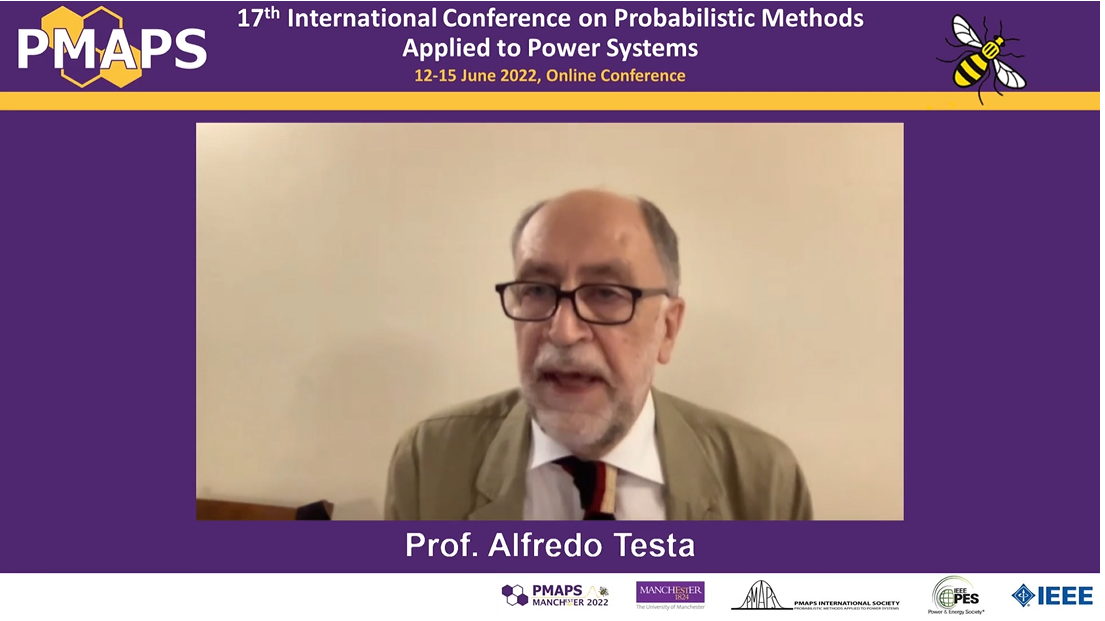 PMAPS
17th International Conference on Probabilistic Methods
Applied to Power Systems
12-15 June 2022, Online Conference
Prof. Alfredo Testa
PMAPS
MANCHESTER 2022
MANCHESTER
1824
The University of Manchester
PMAPS
PMAPS INTERNATIONAL SOCIETY
PROBABILISTIC METHODS APPLIED TO POWER SYSTEMS
IEEE
PES
Power & Energy Society®
IEEE